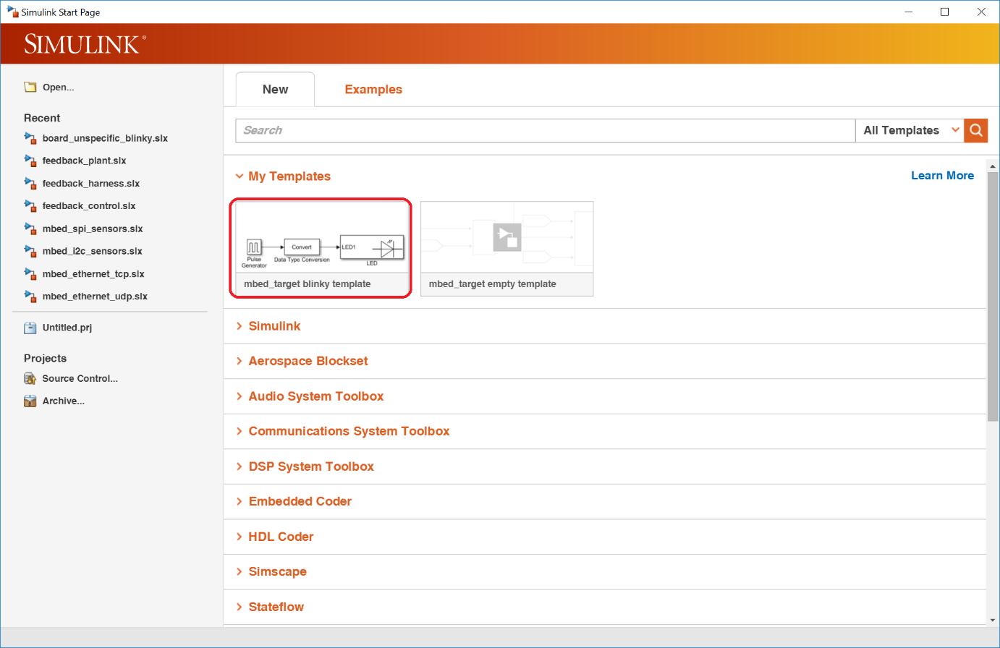 Simulink Start Page
SIMULINK®
Open...
Recent
board_unspecific_blinky.slx
feedback_plant.slx
feedback_harness.slx
feedback_control.slx
mbed_spi_sensors.slx
mbed_i2c_sensors.slx
mbed_ethernet_tcp.slx
mbed_ethernet_udp.slx
Untitled.prj
Projects
Source Control...
Archive...
New
Examples
Search
All Templates
My Templates
Learn More
Pulse
Generator
Convert
Data Type Conversion
LED1
LED
mbed_target blinky template
mbed_target empty template
Simulink
Aerospace Blockset
Audio System Toolbox
Communications System Toolbox
DSP System Toolbox
Embedded Coder
HDL Coder
Simscape
Stateflow